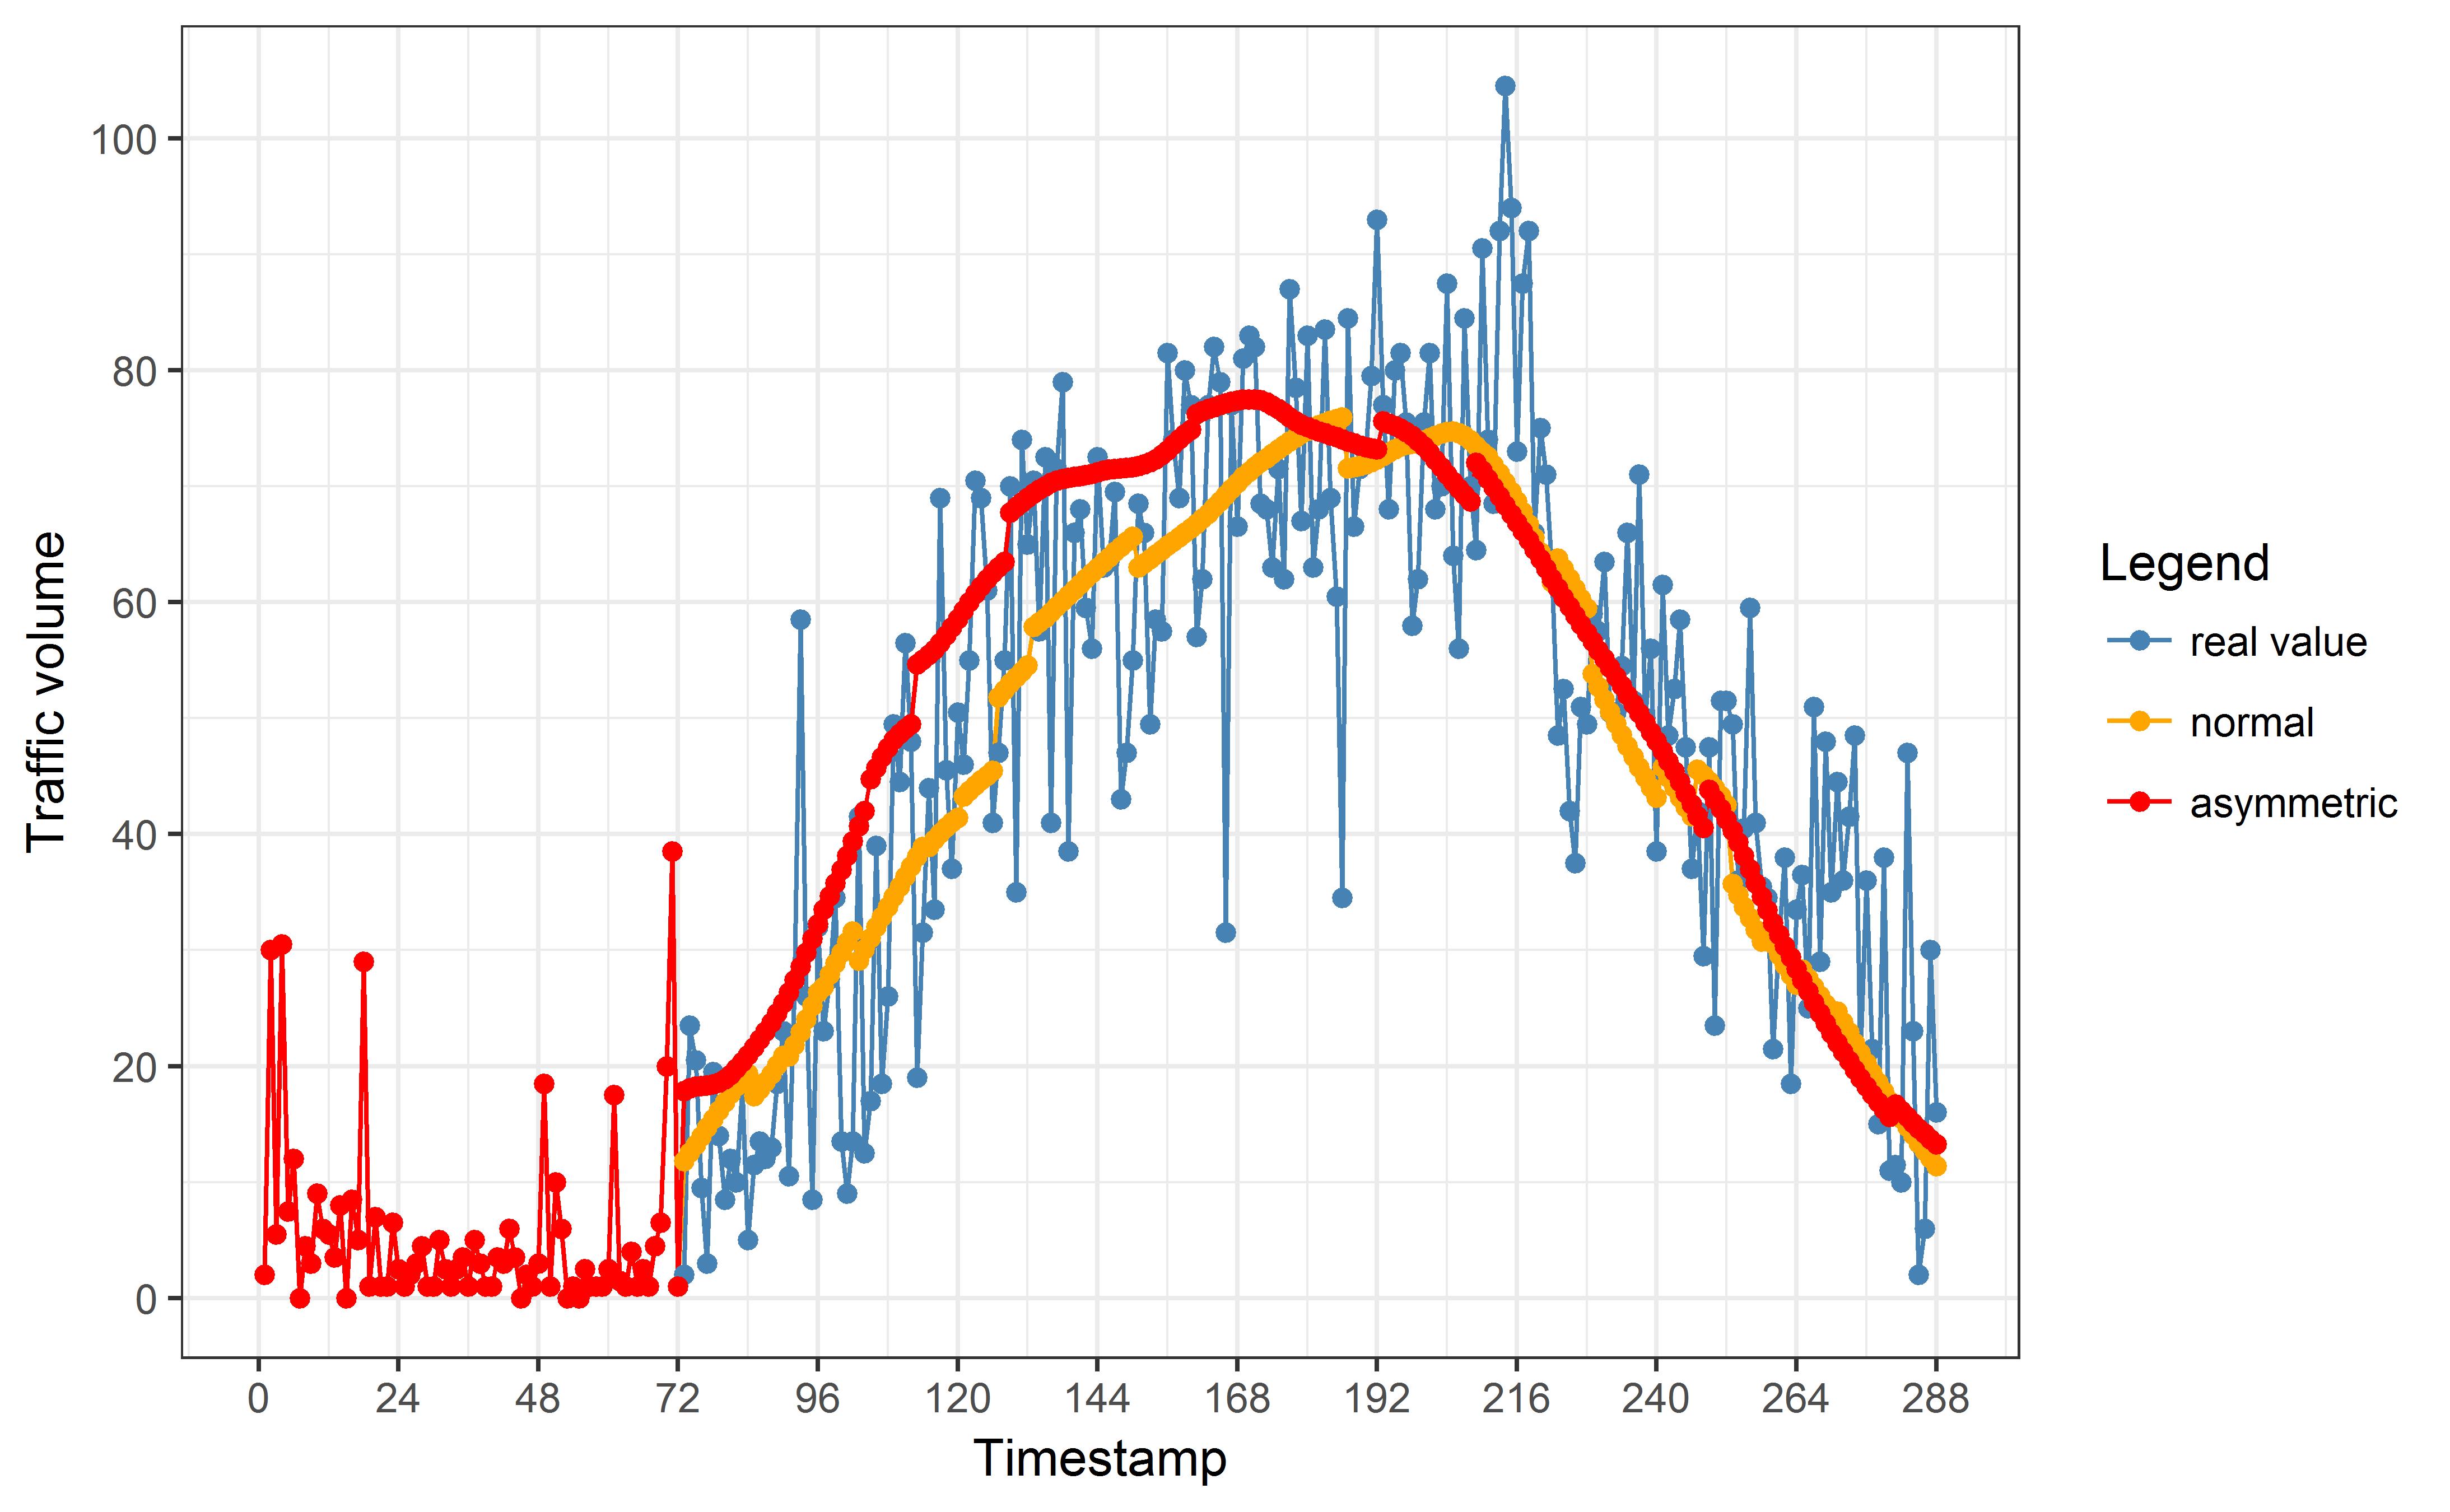 Traffic volume
100
80
60
40
20
0
0 24 48 72 96 120 144 168 192 216 240 264 288
Timestamp
Legend
real value
normal
asymmetric